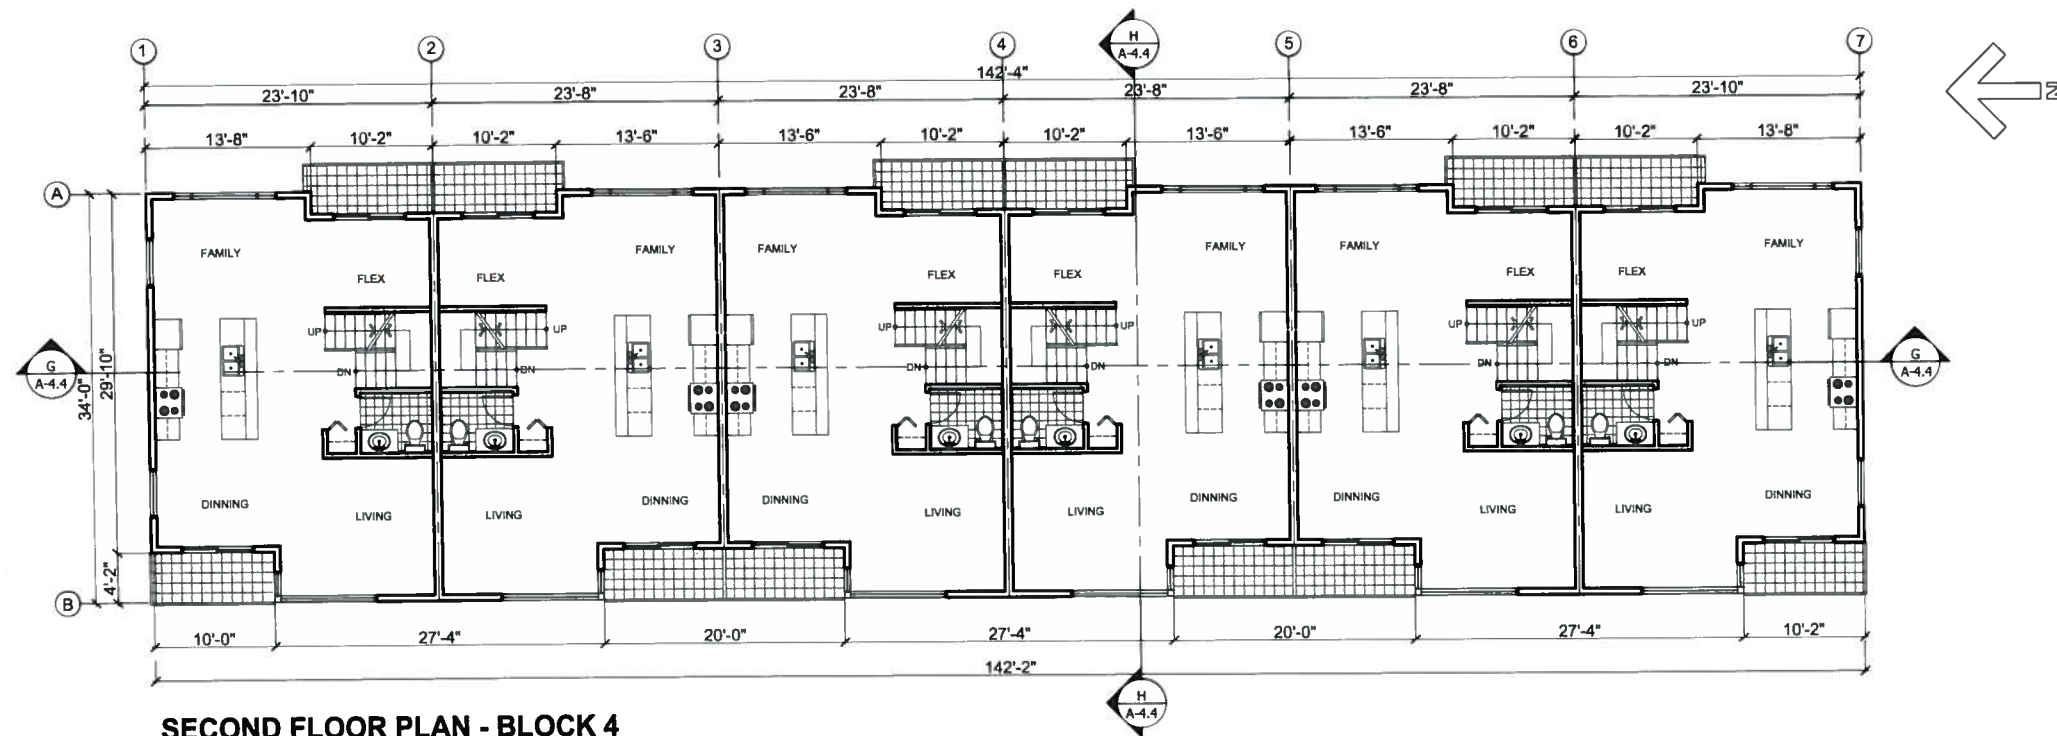 1 2 3 4 H A-4.4 5 6 7
142'-4"
23'-10" 23'-8" 23'-8" 23'-8" 23'-8" 23'-10"
13'-8" 10'-2" 10'-2" 13'-6" 13'-6" 10'-2" 10'-2" 13'-6" 13'-6" 10'-2" 10'-2" 13'-8"
N
A
FAMILY FAMILY FAMILY FAMILY FAMILY FAMILY
FLEX FLEX FLEX FLEX FLEX FLEX
UP UP UP UP UP UP
DN DN DN DN DN DN
G A-4.4 G A-4.4
34'-0" 29'-10"
DINNING DINNING DINNING DINNING DINNING DINNING
LIVING LIVING LIVING LIVING LIVING LIVING
4'-2"
B
10'-0" 27'-4" 20'-0" 27'-4" 20'-0" 27'-4" 10'-2"
142'-2"
H A-4.4
SECOND FLOOR PLAN - BLOCK 4